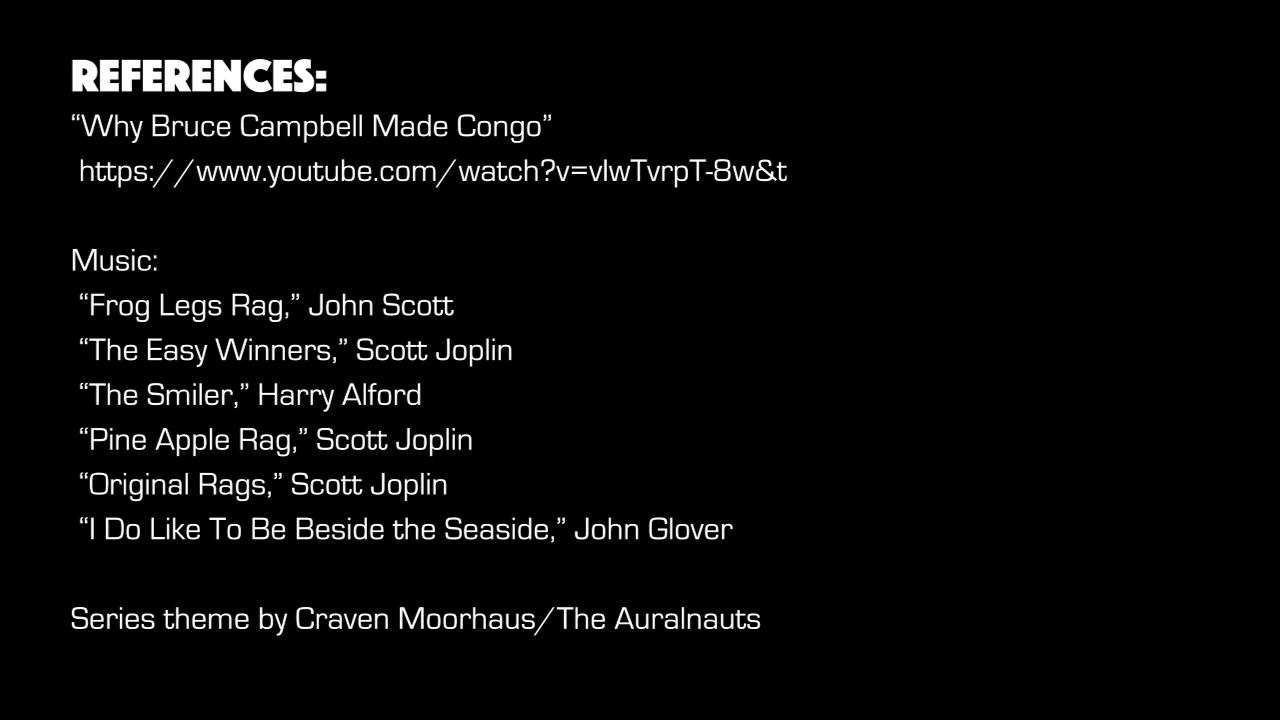 REFERENCES:
“Why Bruce Campbell Made Congo”
https://www.youtube.com/watch?v=vlwTvrpT-8w&t
Music:
“Frog Legs Rag,” John Scott
“The Easy Winners,” Scott Joplin
“The Smiler,” Harry Alford
“Pine Apple Rag,” Scott Joplin
“Original Rags,” Scott Joplin
“I Do Like To Be Beside the Seaside,” John Glover
Series theme by Craven Moorhaus/The Auralnauts